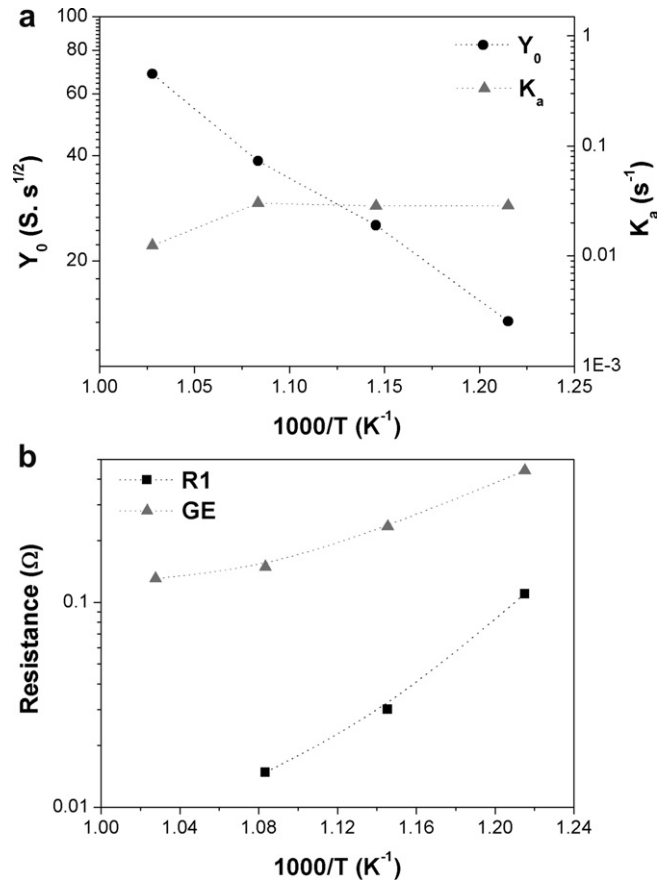 a
Y₀
Kₐ
100
80
60
40
20
Y₀ (S. s^1/2)
1
0.1
0.01
1E-3
Kₐ (s⁻¹)
1.00 1.05 1.10 1.15 1.20 1.25
1000/T (K⁻¹)
b
R1
GE
0.1
0.01
Resistance (Ω)
1.00 1.04 1.08 1.12 1.16 1.20 1.24
1000/T (K⁻¹)